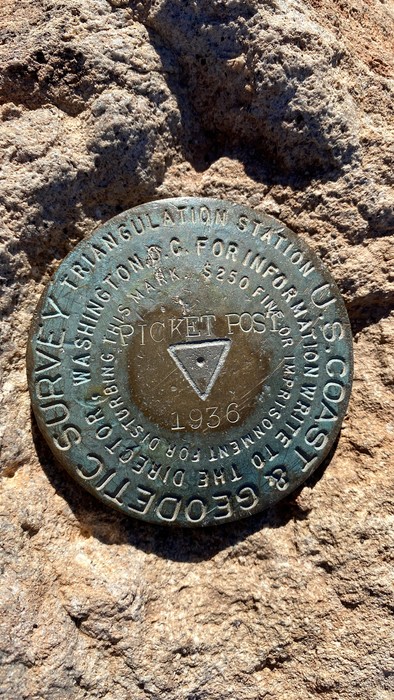 U.S. COAST & GEODETIC SURVEY
TRIANGULATION STATION
FOR INFORMATION WRITE TO THE DIRECTOR, WASHINGTON, D.C.
$250 FINE OR IMPRISONMENT FOR DISTURBING THIS MARK.
PICKET POST
1936